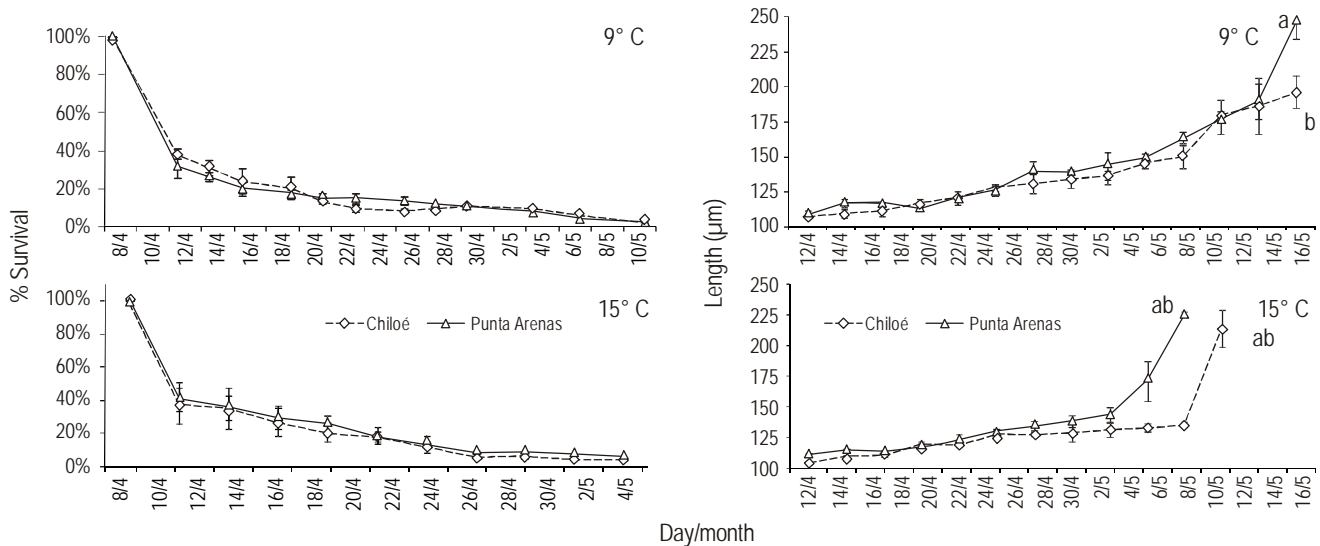 % Survival
100%
80%
60%
40%
20%
0%
9° C
8/4 10/4 12/4 14/4 16/4 18/4 20/4 22/4 24/4 26/4 28/4 30/4 2/5 4/5 6/5 8/5 10/5
100%
80%
60%
40%
20%
0%
15° C
Chiloé Punta Arenas
8/4 10/4 12/4 14/4 16/4 18/4 20/4 22/4 24/4 26/4 28/4 30/4 2/5 4/5
Length (µm)
250
225
200
175
150
125
100
9° C
a
b
12/4 14/4 16/4 18/4 20/4 22/4 24/4 26/4 28/4 30/4 2/5 4/5 6/5 8/5 10/5 12/5 14/5 16/5
250
225
200
175
150
125
100
15° C
ab
ab
Chiloé Punta Arenas
12/4 14/4 16/4 18/4 20/4 22/4 24/4 26/4 28/4 30/4 2/5 4/5 6/5 8/5 10/5 12/5 14/5 16/5
Day/month